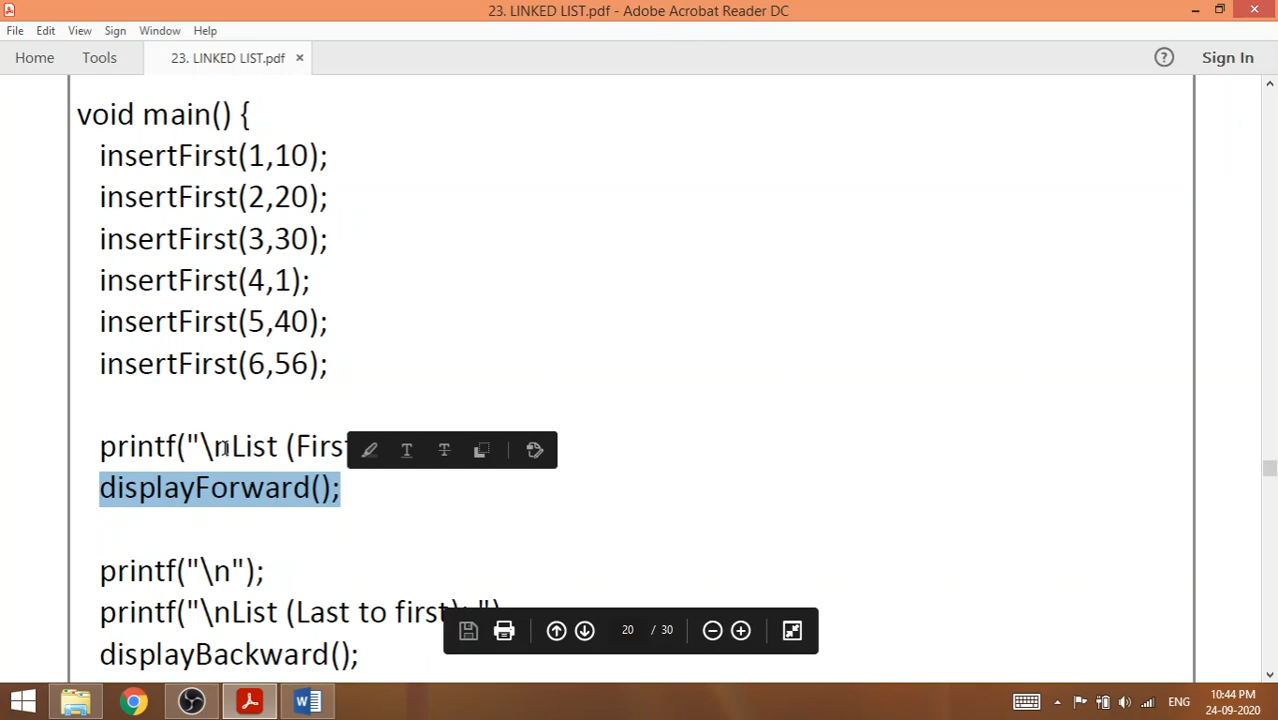 23. LINKED LIST.pdf - Adobe Acrobat Reader DC
File Edit View Sign Window Help
Home Tools 23. LINKED LIST.pdf × ? Sign In
void main() {
insertFirst(1,10);
insertFirst(2,20);
insertFirst(3,30);
insertFirst(4,1);
insertFirst(5,40);
insertFirst(6,56);
printf("\nList (First
displayForward();
printf("\n");
printf("\nList (Last to first): ")
displayBackward();
20 / 30
ENG
10:44 PM
24-09-2020